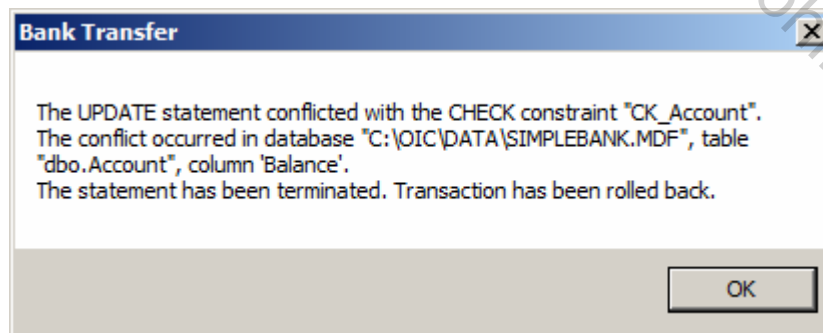 Bank Transfer
The UPDATE statement conflicted with the CHECK constraint "CK_Account".
The conflict occurred in database "C:\OIC\DATA\SIMPLEBANK.MDF", table
"dbo.Account", column 'Balance'.
The statement has been terminated. Transaction has been rolled back.
OK